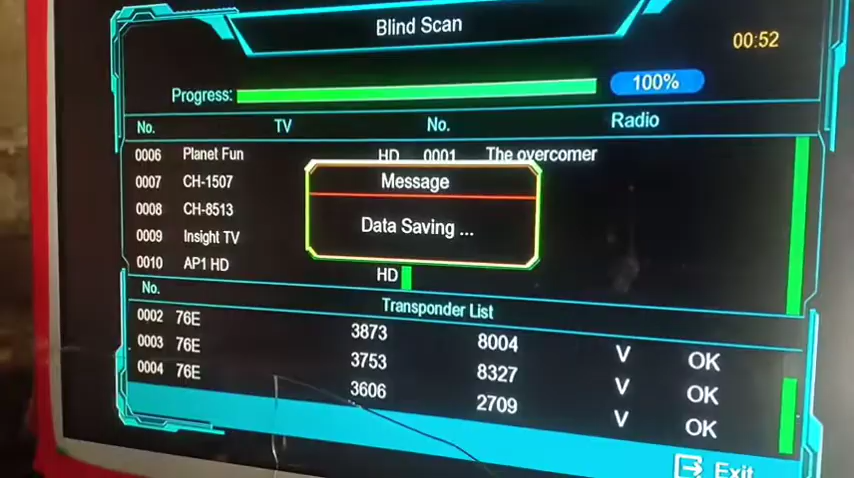 Blind Scan
00:52
Progress: 100%
No. TV No. Radio
0006 Planet Fun HD 0001 The overcomer
0007 CH-1507
0008 CH-8513
0009 Insight TV
0010 AP1 HD HD
Message
Data Saving ...
No. Transponder List
0002 76E 3873 8004 V OK
0003 76E 3753 8327 V OK
0004 76E 3606 2709 V OK
Exit